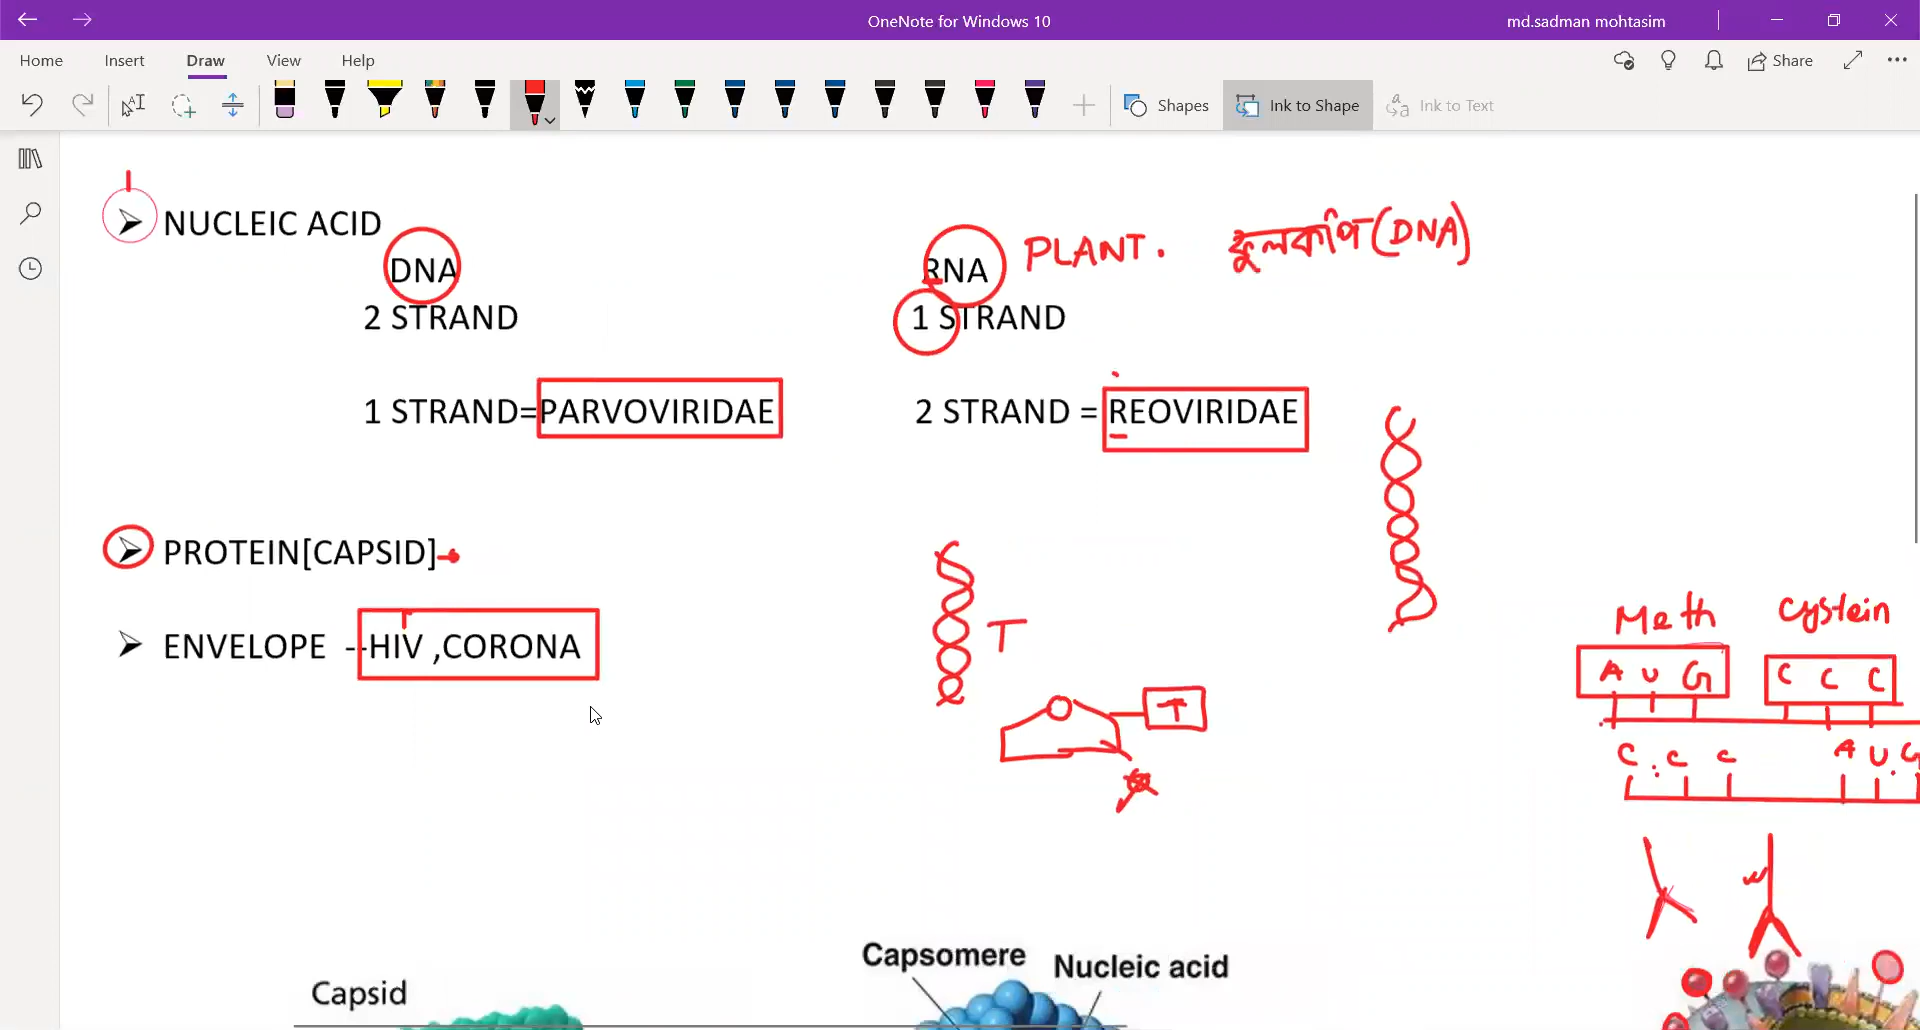 OneNote for Windows 10
md.sadman mohtasim
Home Insert Draw View Help
Share
Shapes
Ink to Shape
Ink to Text
NUCLEIC ACID
DNA
RNA PLANT. ফুলকপি (DNA)
2 STRAND
1 STRAND
1 STRAND=PARVOVIRIDAE
2 STRAND = REOVIRIDAE
PROTEIN[CAPSID]
ENVELOPE --HIV ,CORONA
T
T
Meth Cystein
A U G C C C
C C C A U G
Capsomere
Nucleic acid
Capsid